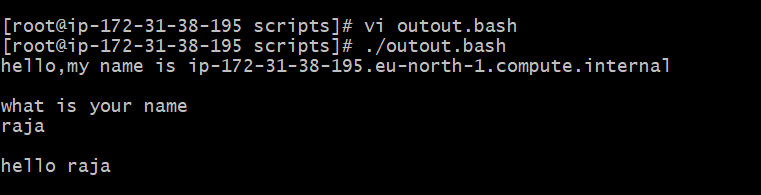 [root@ip-172-31-38-195 scripts]# vi outout.bash
[root@ip-172-31-38-195 scripts]# ./outout.bash
hello,my name is ip-172-31-38-195.eu-north-1.compute.internal
what is your name
raja
hello raja